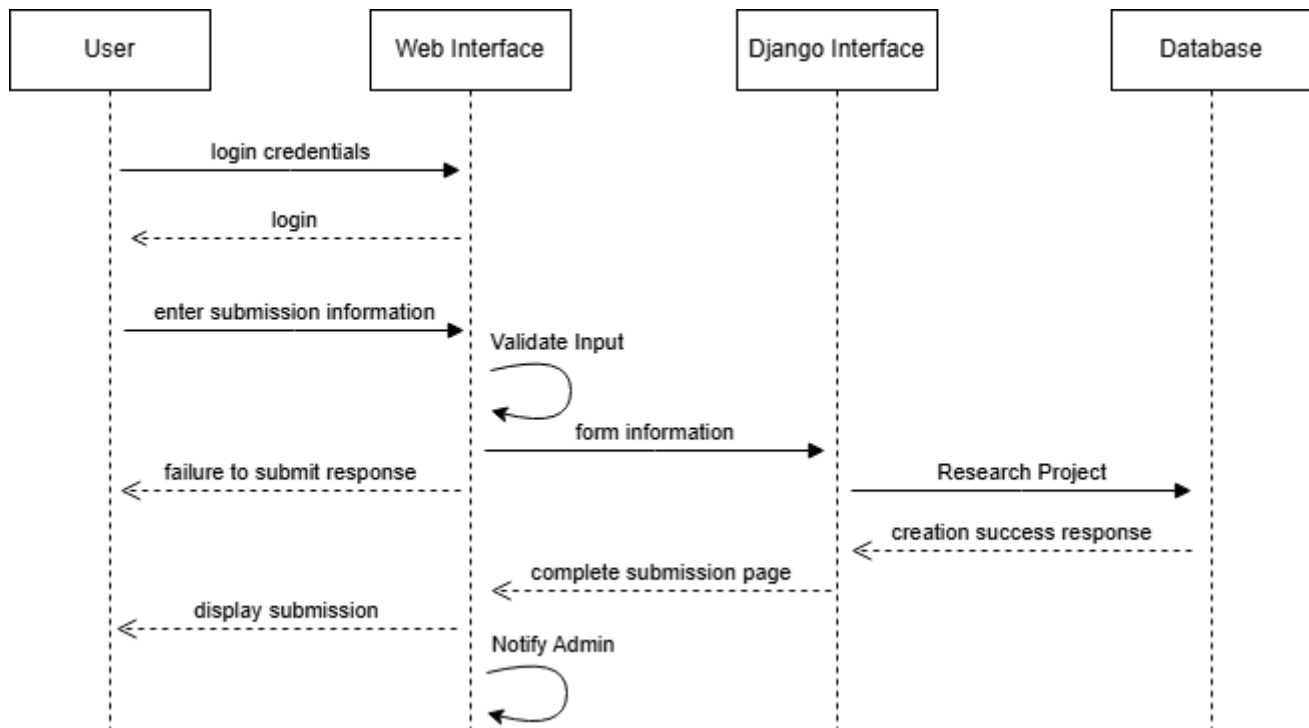 User
Web Interface
Django Interface
Database
login credentials
login
enter submission information
Validate Input
form information
failure to submit response
Research Project
creation success response
complete submission page
display submission
Notify Admin